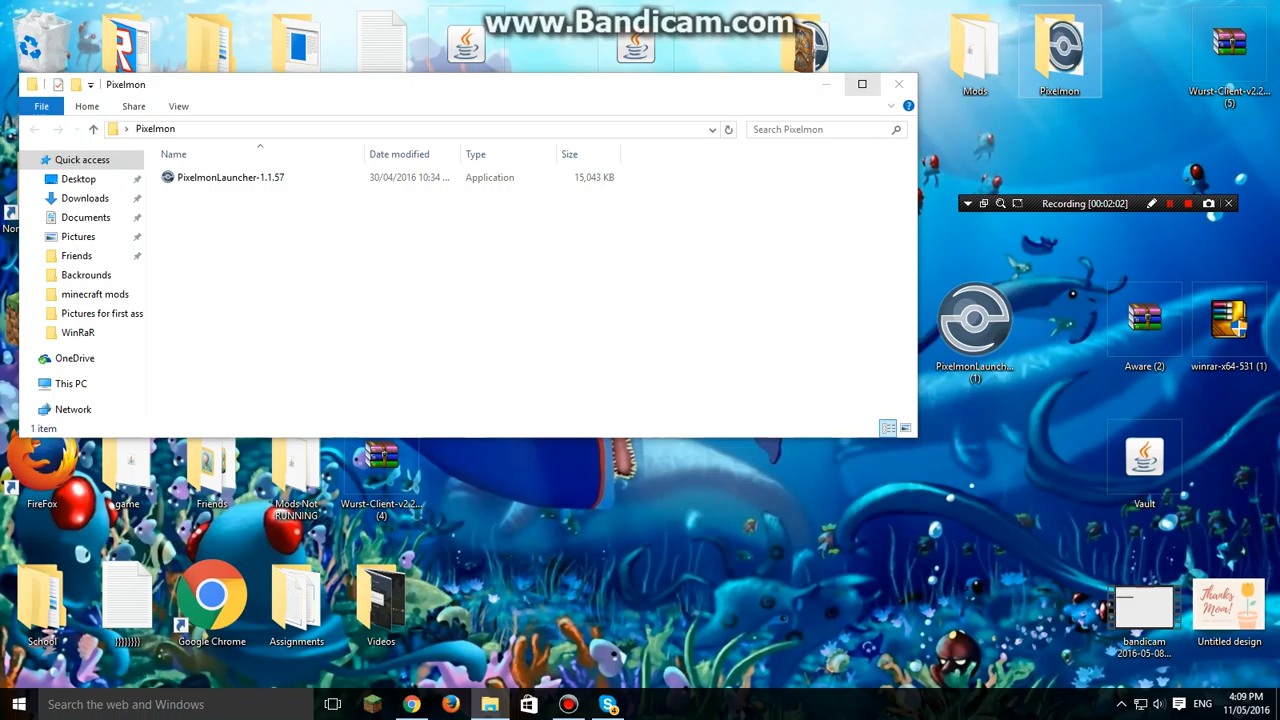 www.Bandicam.com
Pixelmon
File
Home
Share
View
Pixelmon
Search Pixelmon
Name
Date modified
Type
Size
Quick access
PixelmonLauncher-1.1.57
30/04/2016 10:34 ...
Application
15,043 KB
Desktop
Downloads
Documents
Pictures
Friends
Backrounds
minecraft mods
Pictures for first ass
WinRaR
OneDrive
This PC
Network
1 item
Mods
Pixelmon
Wurst-Client-v2.2...
(5)
Recording [00:02:02]
PixelmonLaunch...
(1)
Aware (2)
winrar-x64-531 (1)
Vault
FireFox
game
Friends
Mods Not
RUNNING
Wurst-Client-v2.2...
(4)
School
}}}}}}}}
Google Chrome
Assignments
Videos
bandicam
2016-05-08...
Thanks
Mom!
Untitled design
Search the web and Windows
ENG
4:09 PM
11/05/2016